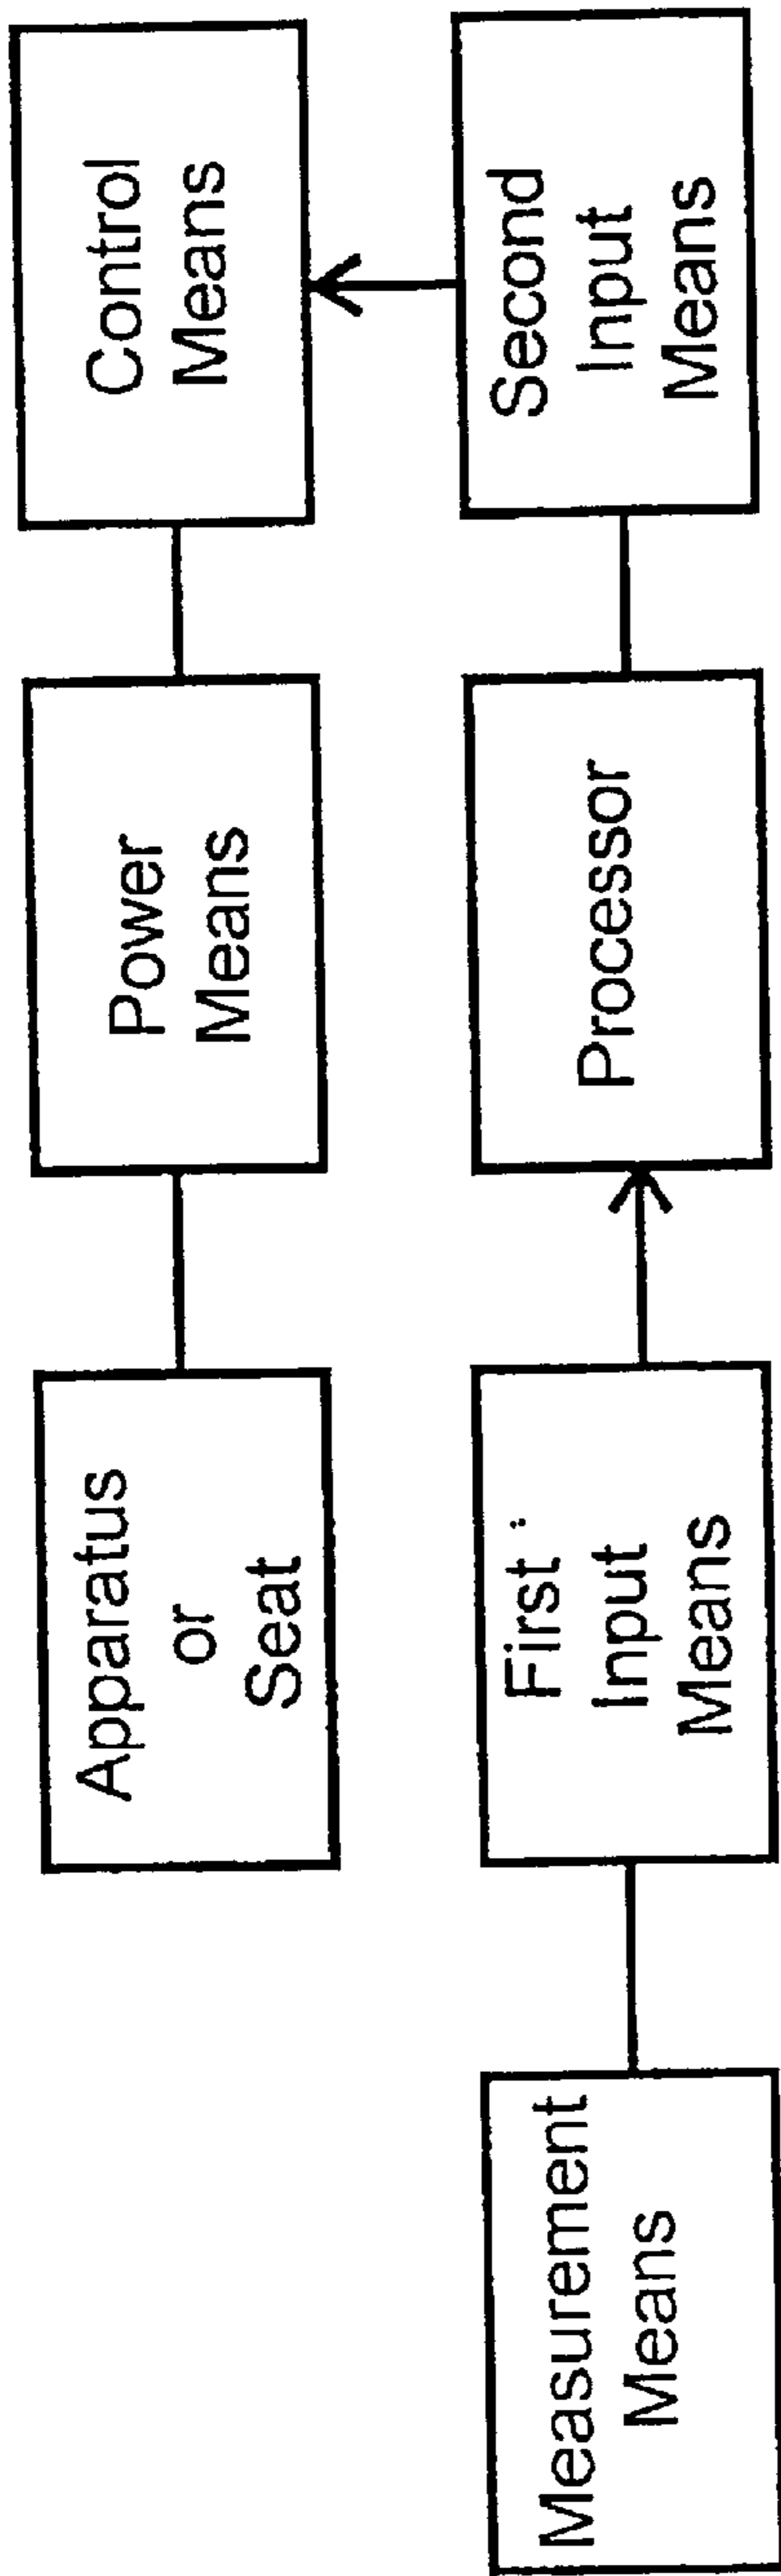 Apparatus
or
Seat
Power
Means
Control
Means
Measurement
Means
First
Input
Means
Processor
Second
Input
Means